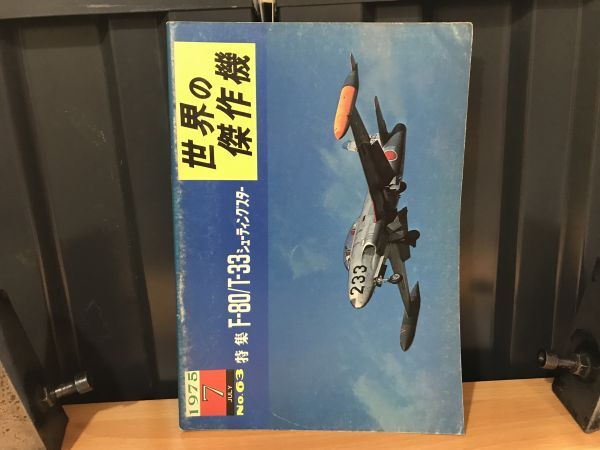 世界の
傑作機
1975
7
JULY
No.03
特集 F-80/T-33シューティングスター
233